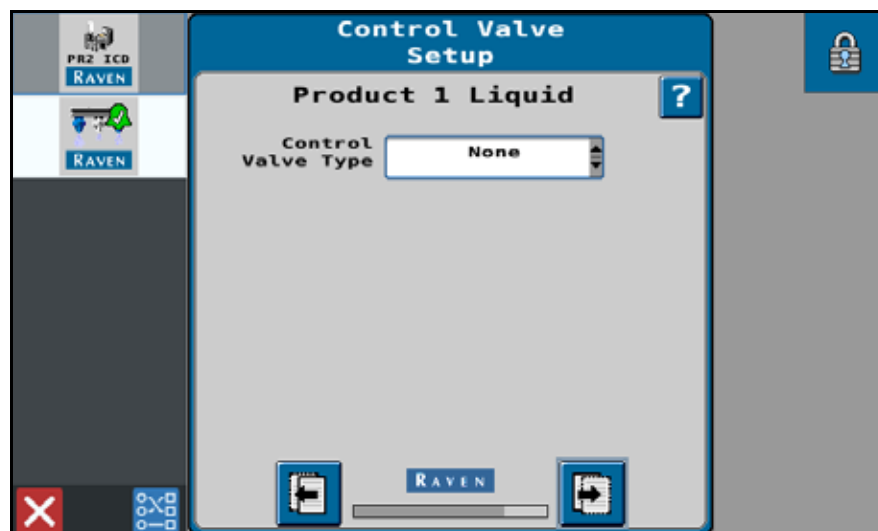 PR2 ICD
RAVEN
RAVEN
Control Valve
Setup
Product 1 Liquid
?
Control
Valve Type
None
RAVEN